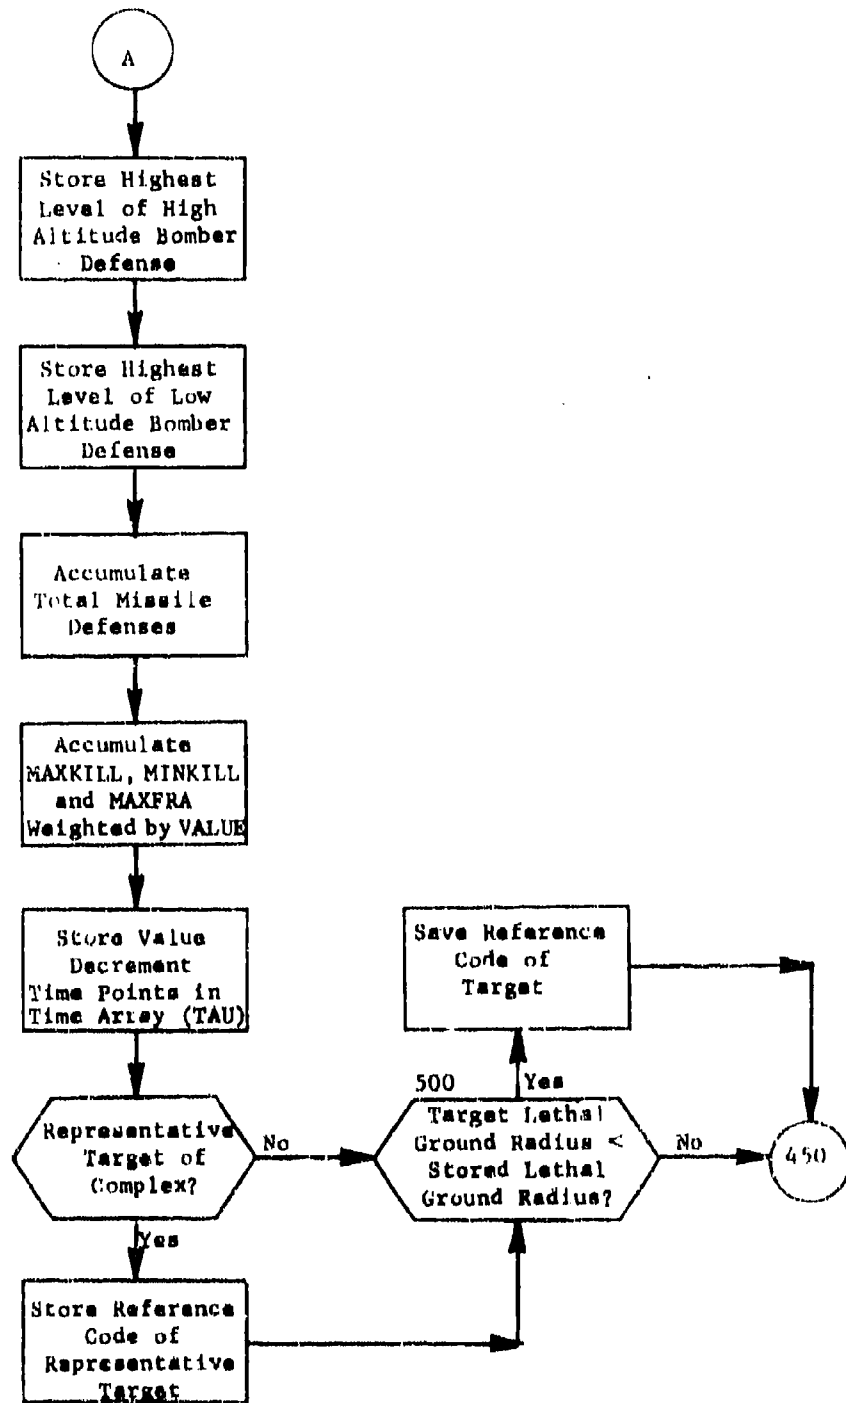 A
Store Highest
Level of High
Altitude Bomber
Defense
Store Highest
Level of Low
Altitude Bomber
Defense
Accumulate
Total Missile
Defenses
Accumulate
MAXKILL, MINKILL
and MAXFRA
Weighted by VALUE
Store Value
Decrement
Time Points in
Time Array (TAU)
Representative
Target of
Complex?
No
Yes
Store Reference
Code of
Representative
Target
Save Reference
Code of
Target
500
Yes
Target Lethal
Ground Radius <
Stored Lethal
Ground Radius?
No
450